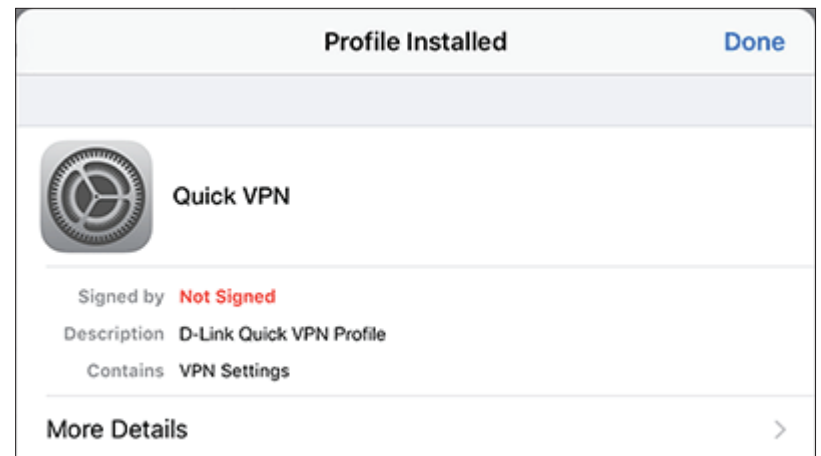 Profile Installed
Done
Quick VPN
Signed by Not Signed
Description D-Link Quick VPN Profile
Contains VPN Settings
More Details